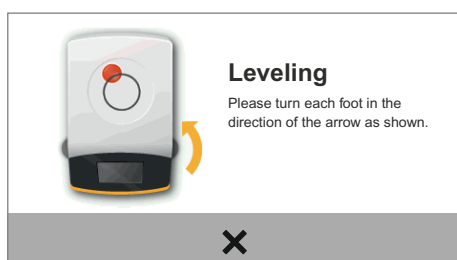 Leveling
Please turn each foot in the
direction of the arrow as shown.